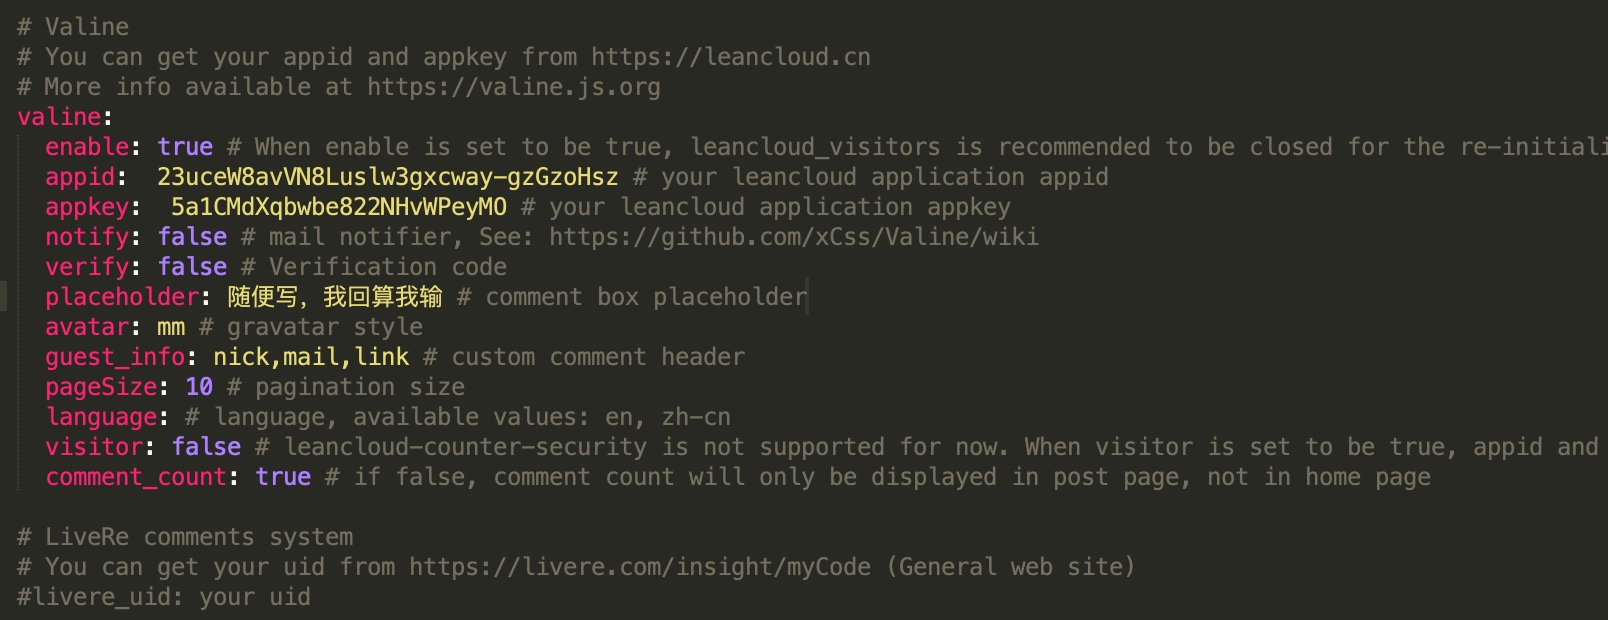 # Valine
# You can get your appid and appkey from https://leancloud.cn
# More info available at https://valine.js.org
valine:
enable: true # When enable is set to be true, leancloud_visitors is recommended to be closed for the re-initiali
appid: 23uceW8avVN8Luslw3gxcway-gzGzoHsz # your leancloud application appid
appkey: 5a1CMdXqbwbe822NHvWPeyMO # your leancloud application appkey
notify: false # mail notifier, See: https://github.com/xCss/Valine/wiki
verify: false # Verification code
placeholder: 随便写，我回算我输 # comment box placeholder
avatar: mm # gravatar style
guest_info: nick,mail,link # custom comment header
pageSize: 10 # pagination size
language: # language, available values: en, zh-cn
visitor: false # leancloud-counter-security is not supported for now. When visitor is set to be true, appid and
comment_count: true # if false, comment count will only be displayed in post page, not in home page
# LiveRe comments system
# You can get your uid from https://livere.com/insight/myCode (General web site)
#livere_uid: your uid